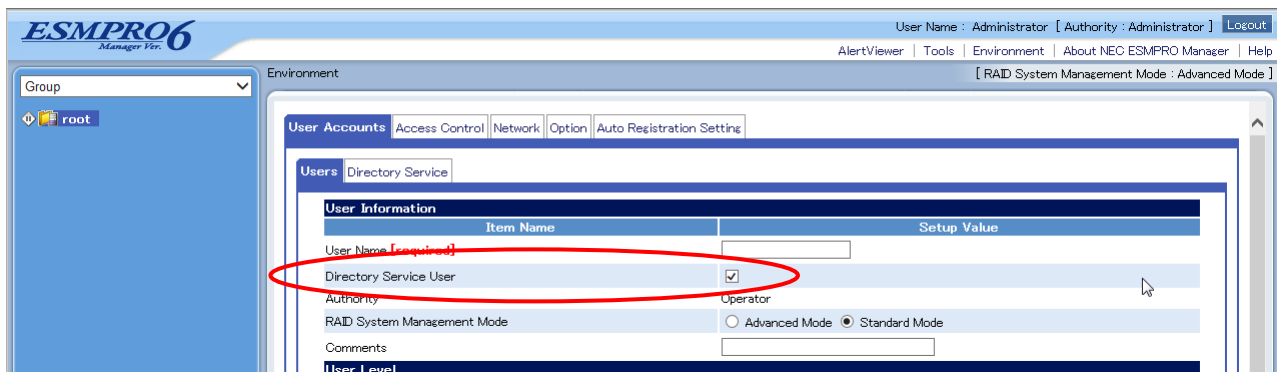 ESMPRO6
Manager Ver.
User Name : Administrator [ Authority : Administrator ] Logout
AlertViewer | Tools | Environment | About NEC ESMPRO Manager | Help
Group
Environment
[ RAID System Management Mode : Advanced Mode ]
root
User Accounts Access Control Network Option Auto Registration Setting
Users Directory Service
User Information
Item Name Setup Value
User Name [required]
Directory Service User
Authority Operator
RAID System Management Mode Advanced Mode Standard Mode
Comments
User Level